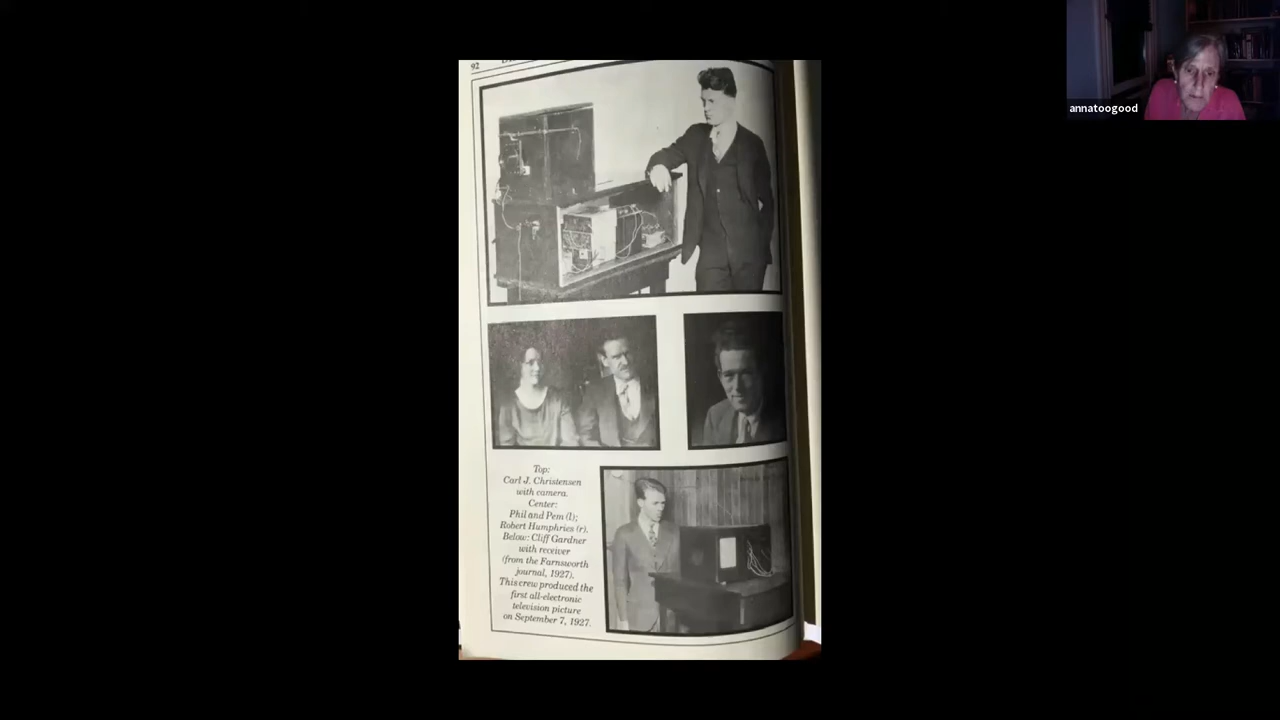 92
annatoogood
Top:
Carl J. Christensen
with camera.
Center:
Phil and Pem (l);
Robert Humphries (r).
Below: Cliff Gardner
with receiver
(from the Farnsworth
journal, 1927).
This crew produced the
first all-electronic
television picture
on September 7, 1927.